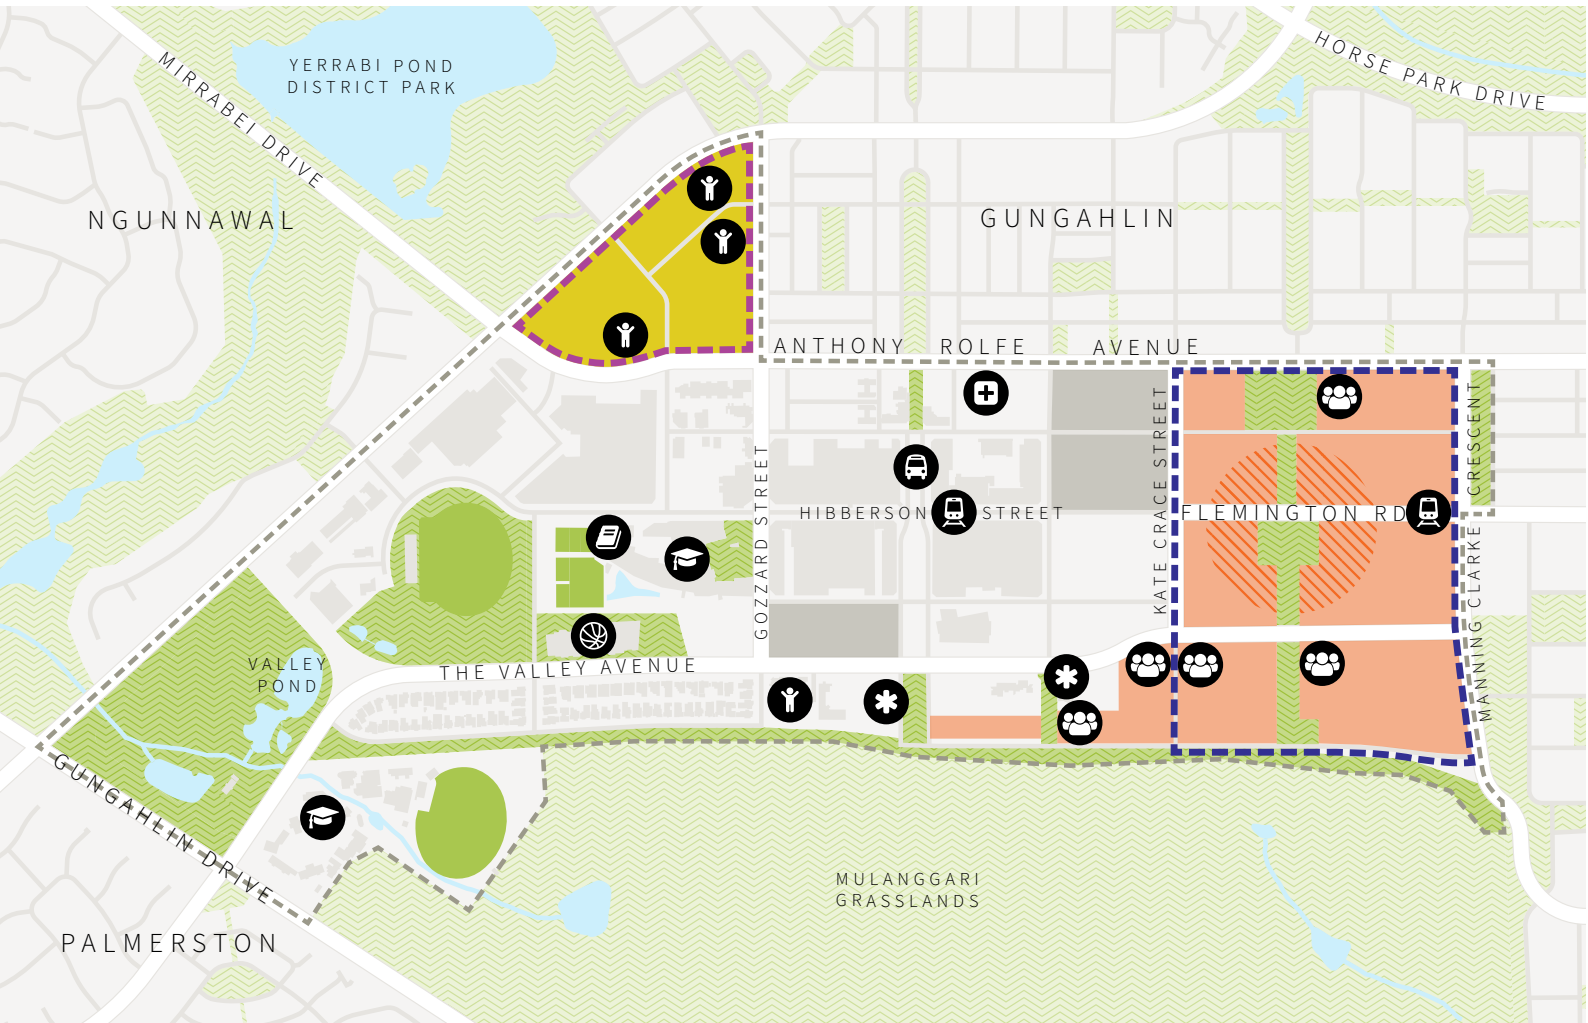 HORSE PARK DRIVE
YERRABI POND
DISTRICT PARK
MIRRABEI DRIVE
NGUNNAWAL
GUNGAHLIN
ANTHONY ROLFE AVENUE
KATE CRACE STREET
MANNING CLARKE CRESCENT
GOZZARD STREET
HIBBERSON STREET
FLEMINGTON RD
THE VALLEY AVENUE
VALLEY
POND
GUNGAHLIN DRIVE
MULANGGARI
GRASSLANDS
PALMERSTON